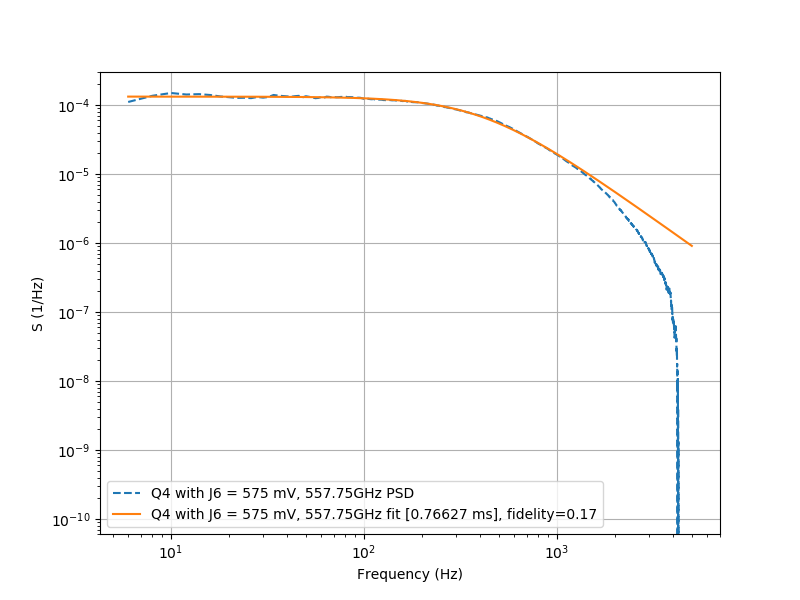 10⁻⁴
10⁻⁵
10⁻⁶
10⁻⁷
10⁻⁸
10⁻⁹
10⁻¹⁰
S (1/Hz)
Q4 with J6 = 575 mV, 557.75GHz PSD
Q4 with J6 = 575 mV, 557.75GHz fit [0.76627 ms], fidelity=0.17
10¹ 10² 10³
Frequency (Hz)